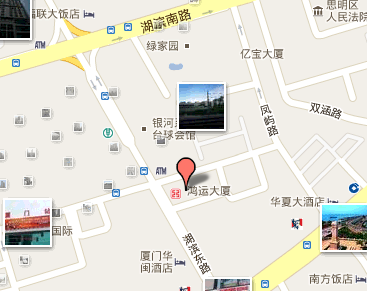 福联大饭店
思明区
人民法院
湖滨南路
绿家园
亿宝大厦
ATM
双涵路
凤屿路
银河
台球会馆
ATM
鸿运大厦
华夏大酒店
国际
厦门华
闽酒店
湖滨东路
南方饭店